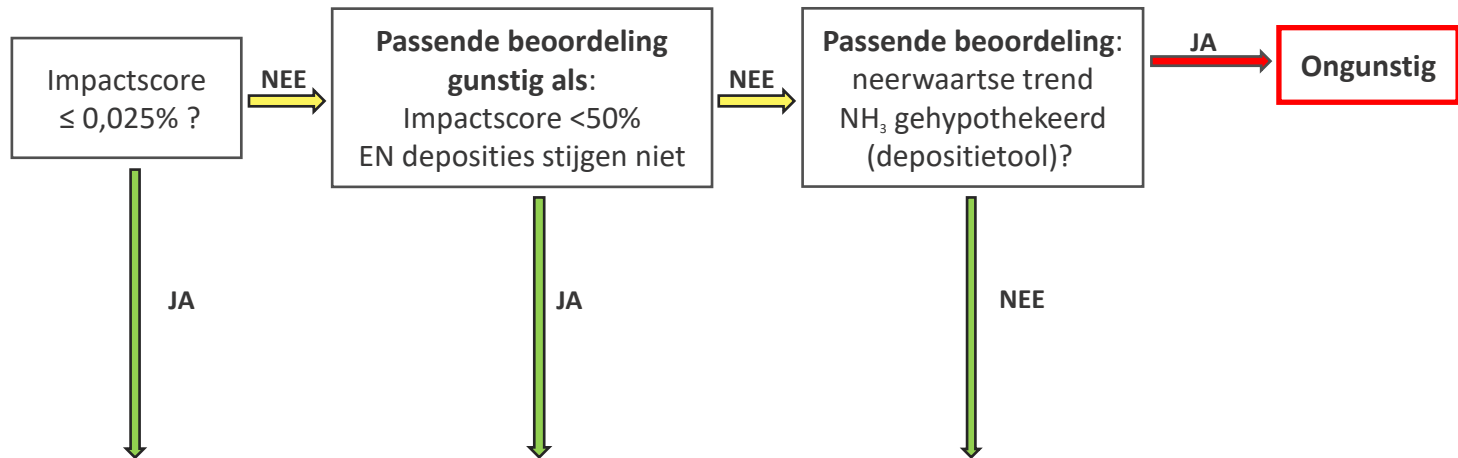 Impactscore
≤ 0,025% ?
NEE
Passende beoordeling
gunstig als:
Impactscore <50%
EN deposities stijgen niet
NEE
Passende beoordeling:
neerwaartse trend
NH₃ gehypothekeerd
(depositietool)?
JA
Ongunstig
JA
JA
NEE